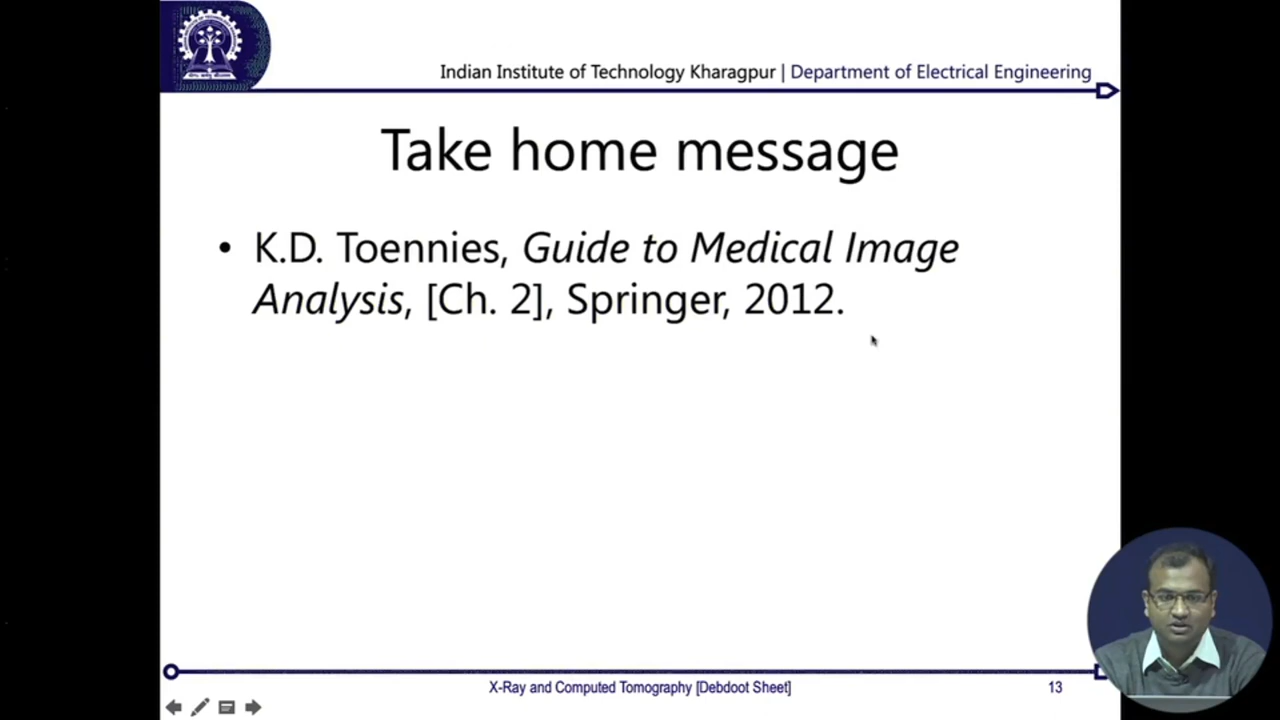 Indian Institute of Technology Kharagpur | Department of Electrical Engineering
Take home message
• K.D. Toennies, Guide to Medical Image
Analysis, [Ch. 2], Springer, 2012.
X-Ray and Computed Tomography [Debdoot Sheet]
13